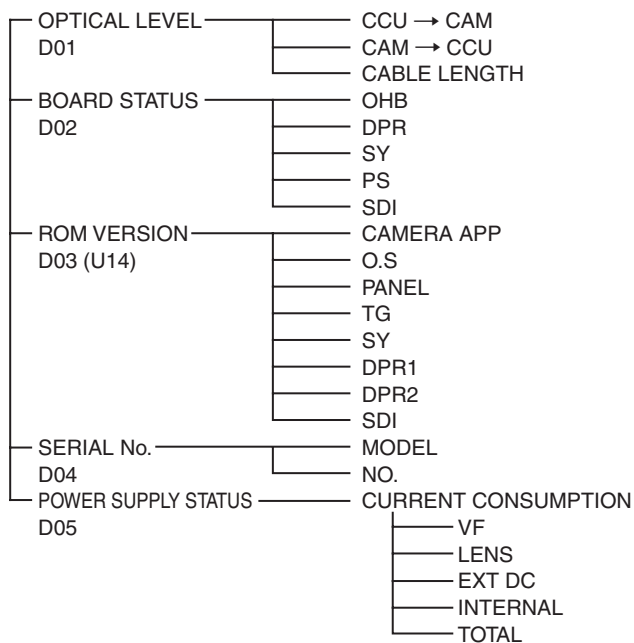 OPTICAL LEVEL CCU → CAM
D01 CAM → CCU
CABLE LENGTH
BOARD STATUS OHB
D02 DPR
SY
PS
SDI
ROM VERSION CAMERA APP
D03 (U14) O.S
PANEL
TG
SY
DPR1
DPR2
SDI
SERIAL No. MODEL
D04 NO.
POWER SUPPLY STATUS CURRENT CONSUMPTION
D05 VF
LENS
EXT DC
INTERNAL
TOTAL